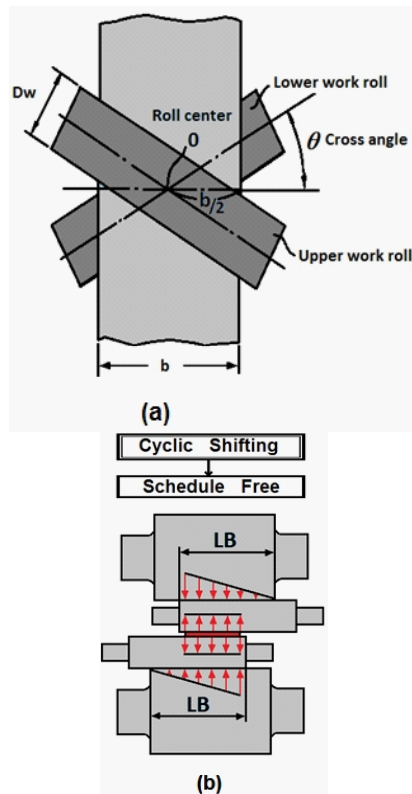 Dw
Lower work roll
Roll center
0
θ Cross angle
b/2
Upper work roll
b
(a)
Cyclic Shifting
Schedule Free
LB
LB
(b)